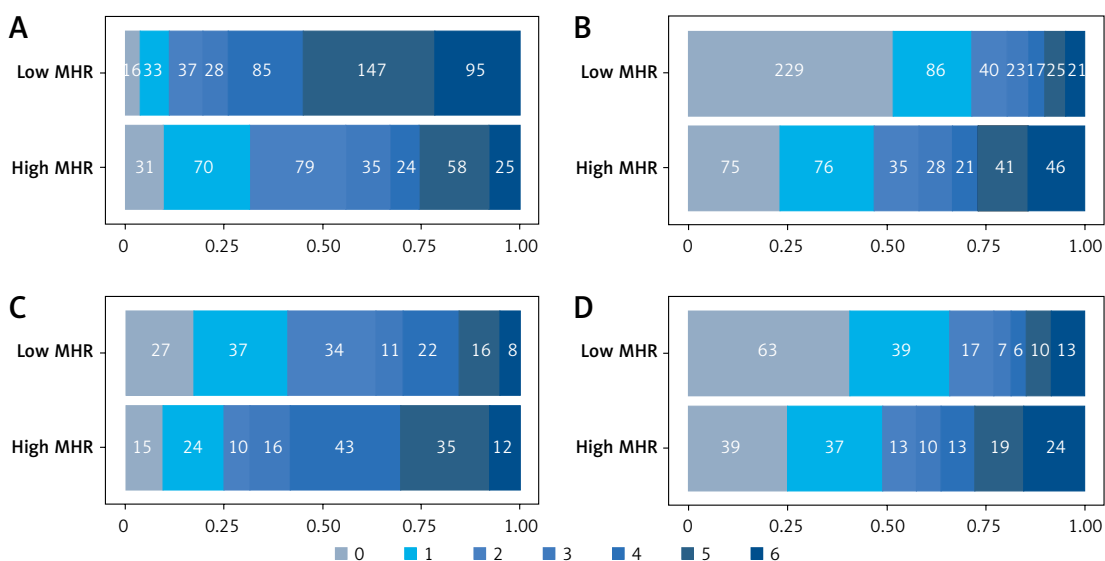 A
Low MHR
16 33 37 28 85 147 95
High MHR
31 70 79 35 24 58 25
0 0.25 0.50 0.75 1.00
B
Low MHR
229 86 40 23 17 25 21
High MHR
75 76 35 28 21 41 46
0 0.25 0.50 0.75 1.00
C
Low MHR
27 37 34 11 22 16 8
High MHR
15 24 10 16 43 35 12
0 0.25 0.50 0.75 1.00
D
Low MHR
63 39 17 7 6 10 13
High MHR
39 37 13 10 13 19 24
0 0.25 0.50 0.75 1.00
0 1 2 3 4 5 6